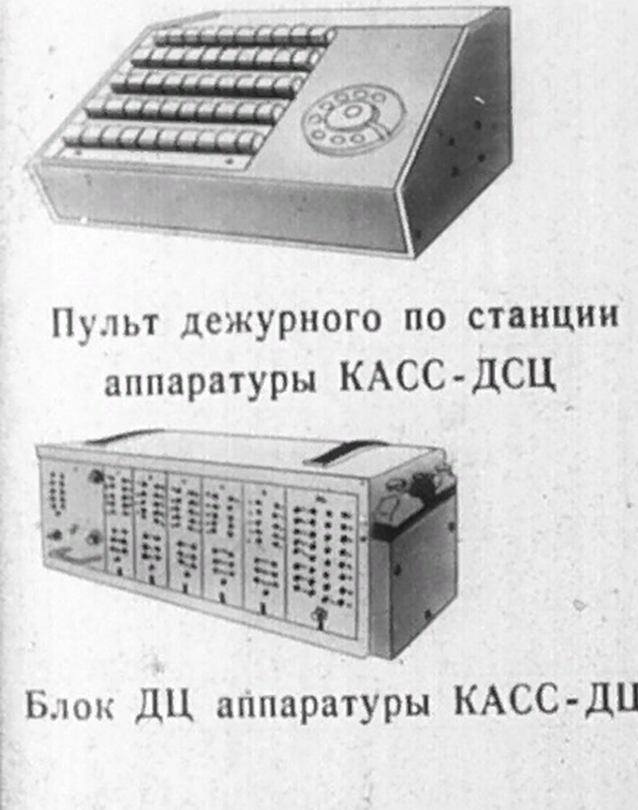 Пульт дежурного по станции
аппаратуры КАСС-ДСЦ
Блок ДЦ аппаратуры КАСС-ДЦ